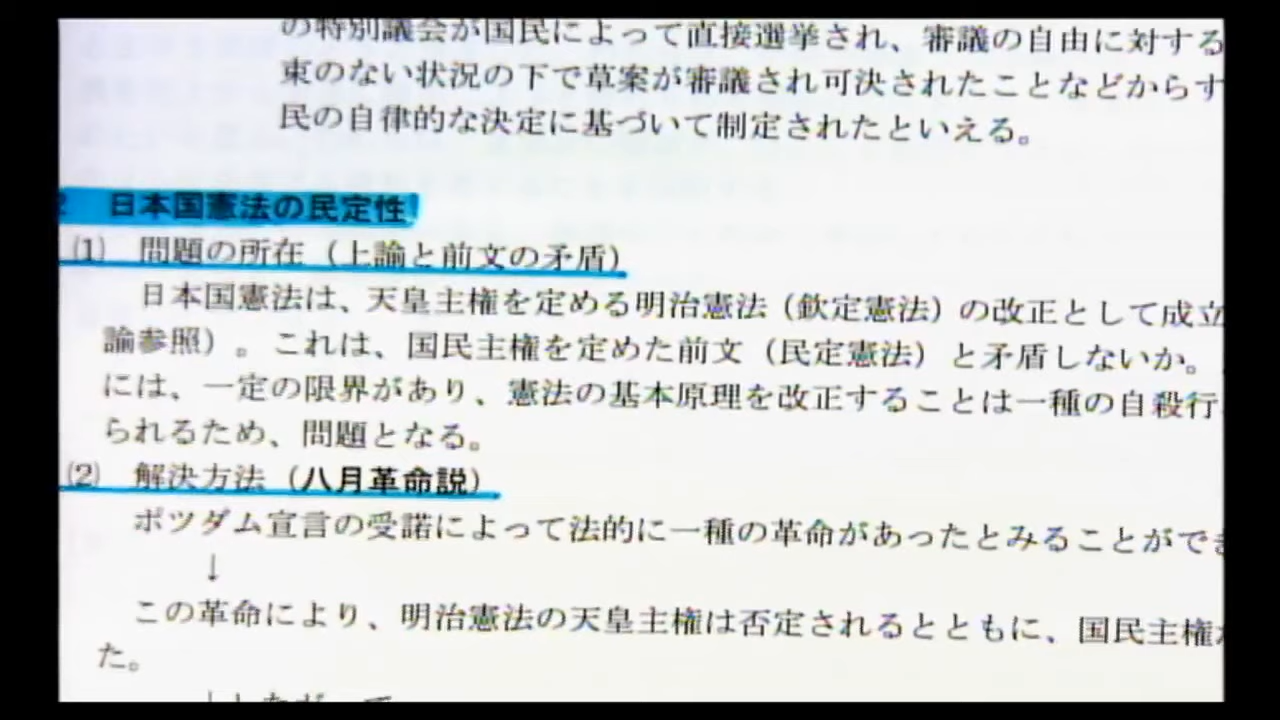 の特別議会が国民によって直接選挙され、審議の自由に対する
束のない状況の下で草案が審議され可決されたことなどからす
民の自律的な決定に基づいて制定されたといえる。
日本国憲法の民定性
(1) 問題の所在(上論と前文の矛盾)
日本国憲法は、天皇主権を定める明治憲法(欽定憲法)の改正として成立
論参照)。これは、国民主権を定めた前文(民定憲法)と矛盾しないか。
には、一定の限界があり、憲法の基本原理を改正することは一種の自殺行
られるため、問題となる。
(2) 解決方法(八月革命説)
ポツダム宣言の受諾によって法的に一種の革命があったとみることができ
↓
この革命により、明治憲法の天皇主権は否定されるとともに、国民主権
た。